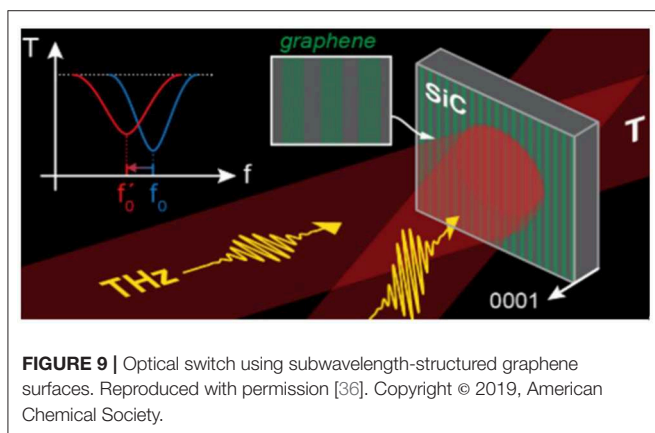 T
graphene
SiC
T
f
f₀´ f₀
THz
0001
FIGURE 9 | Optical switch using subwavelength-structured graphene
surfaces. Reproduced with permission [36]. Copyright © 2019, American
Chemical Society.